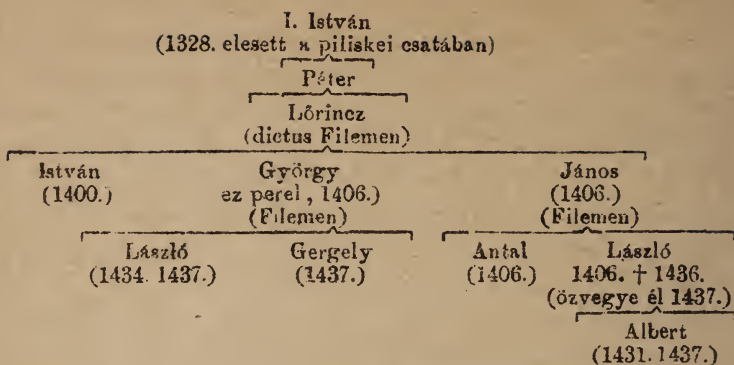 I. István
(1328. elesett a piliskei csatában)
Péter
Lőrincz
(dictus Filemen)
István György János
(1400.) ez perel, 1406.) (1406.)
(Filemen) (Filemen)
László Gergely Antal László
(1434. 1437.) (1437.) (1406.) 1406. † 1436.
(özvegye él 1437.)
Albert
(1431. 1437.)